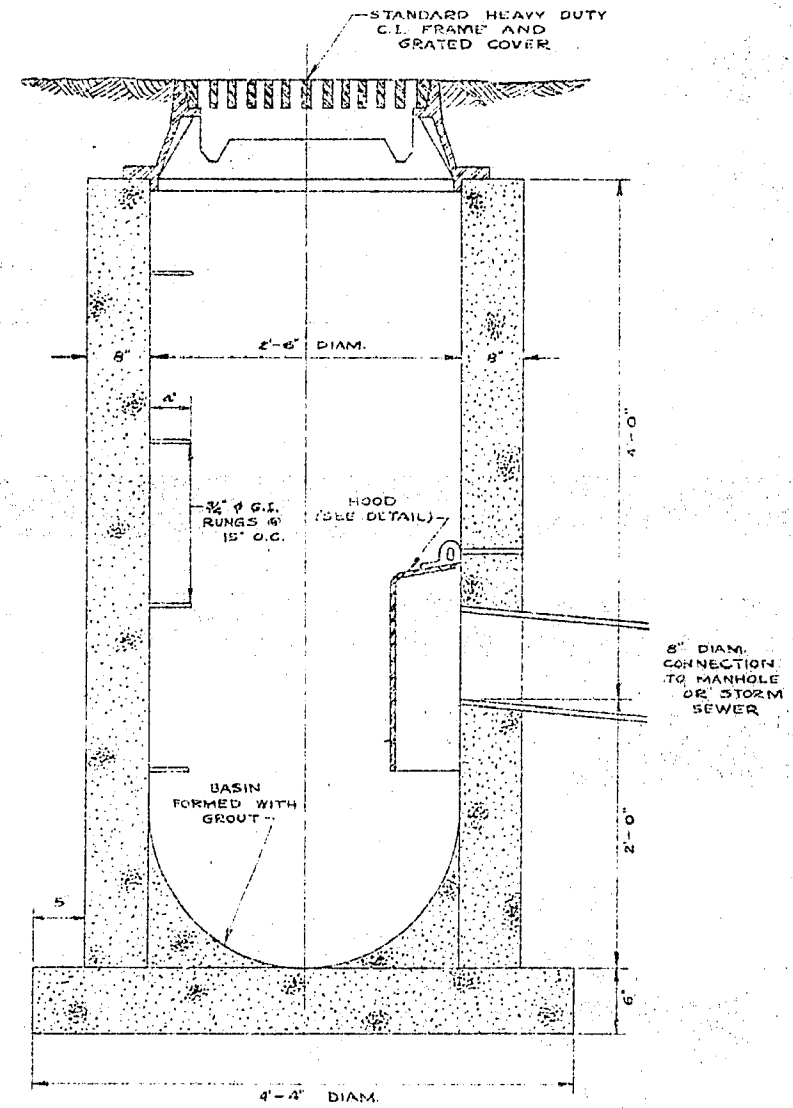 STANDARD HEAVY DUTY
C.I. FRAME AND
GRATED COVER
8"
2'-6" DIAM.
8"
4"
4'-0"
3/4" ϕ G.I.
RUNGS @
15" O.C.
HOOD
(SEE DETAIL)
8" DIAM.
CONNECTION
TO MANHOLE
OR STORM
SEWER
BASIN
FORMED WITH
GROUT
2'-0"
5
6"
4'-4" DIAM.